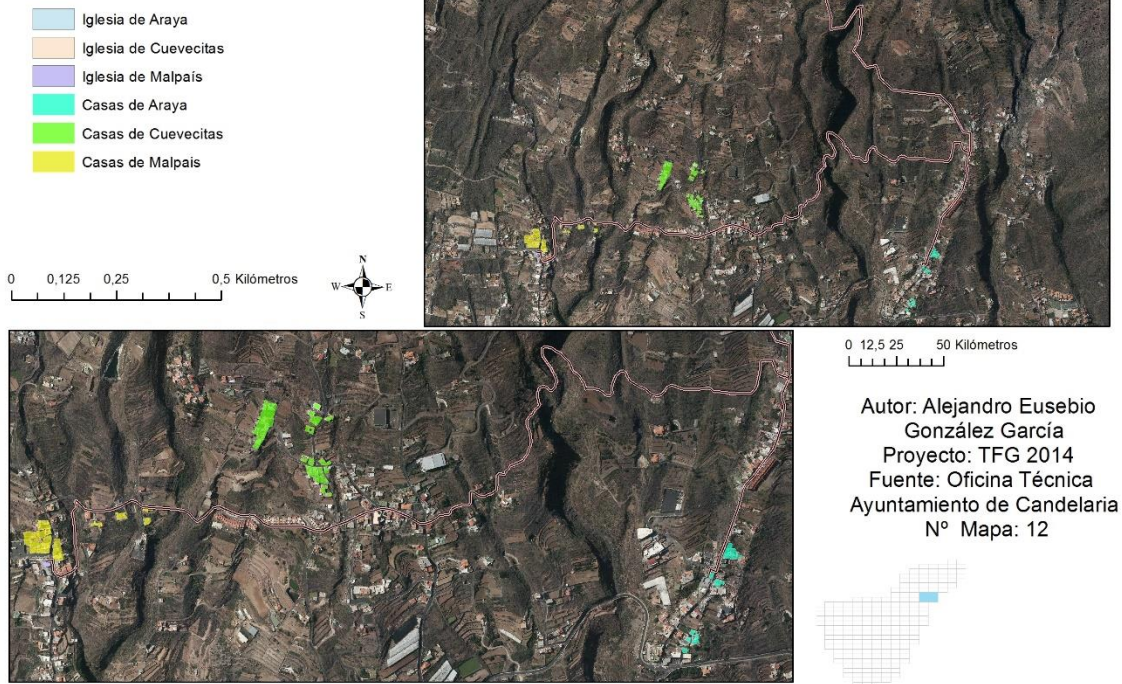 Iglesia de Araya
Iglesia de Cuevecitas
Iglesia de Malpaís
Casas de Araya
Casas de Cuevecitas
Casas de Malpais
0 0,125 0,25 0,5 Kilómetros
N
W E
S
0 12,5 25 50 Kilómetros
Autor: Alejandro Eusebio
González García
Proyecto: TFG 2014
Fuente: Oficina Técnica
Ayuntamiento de Candelaria
Nº Mapa: 12